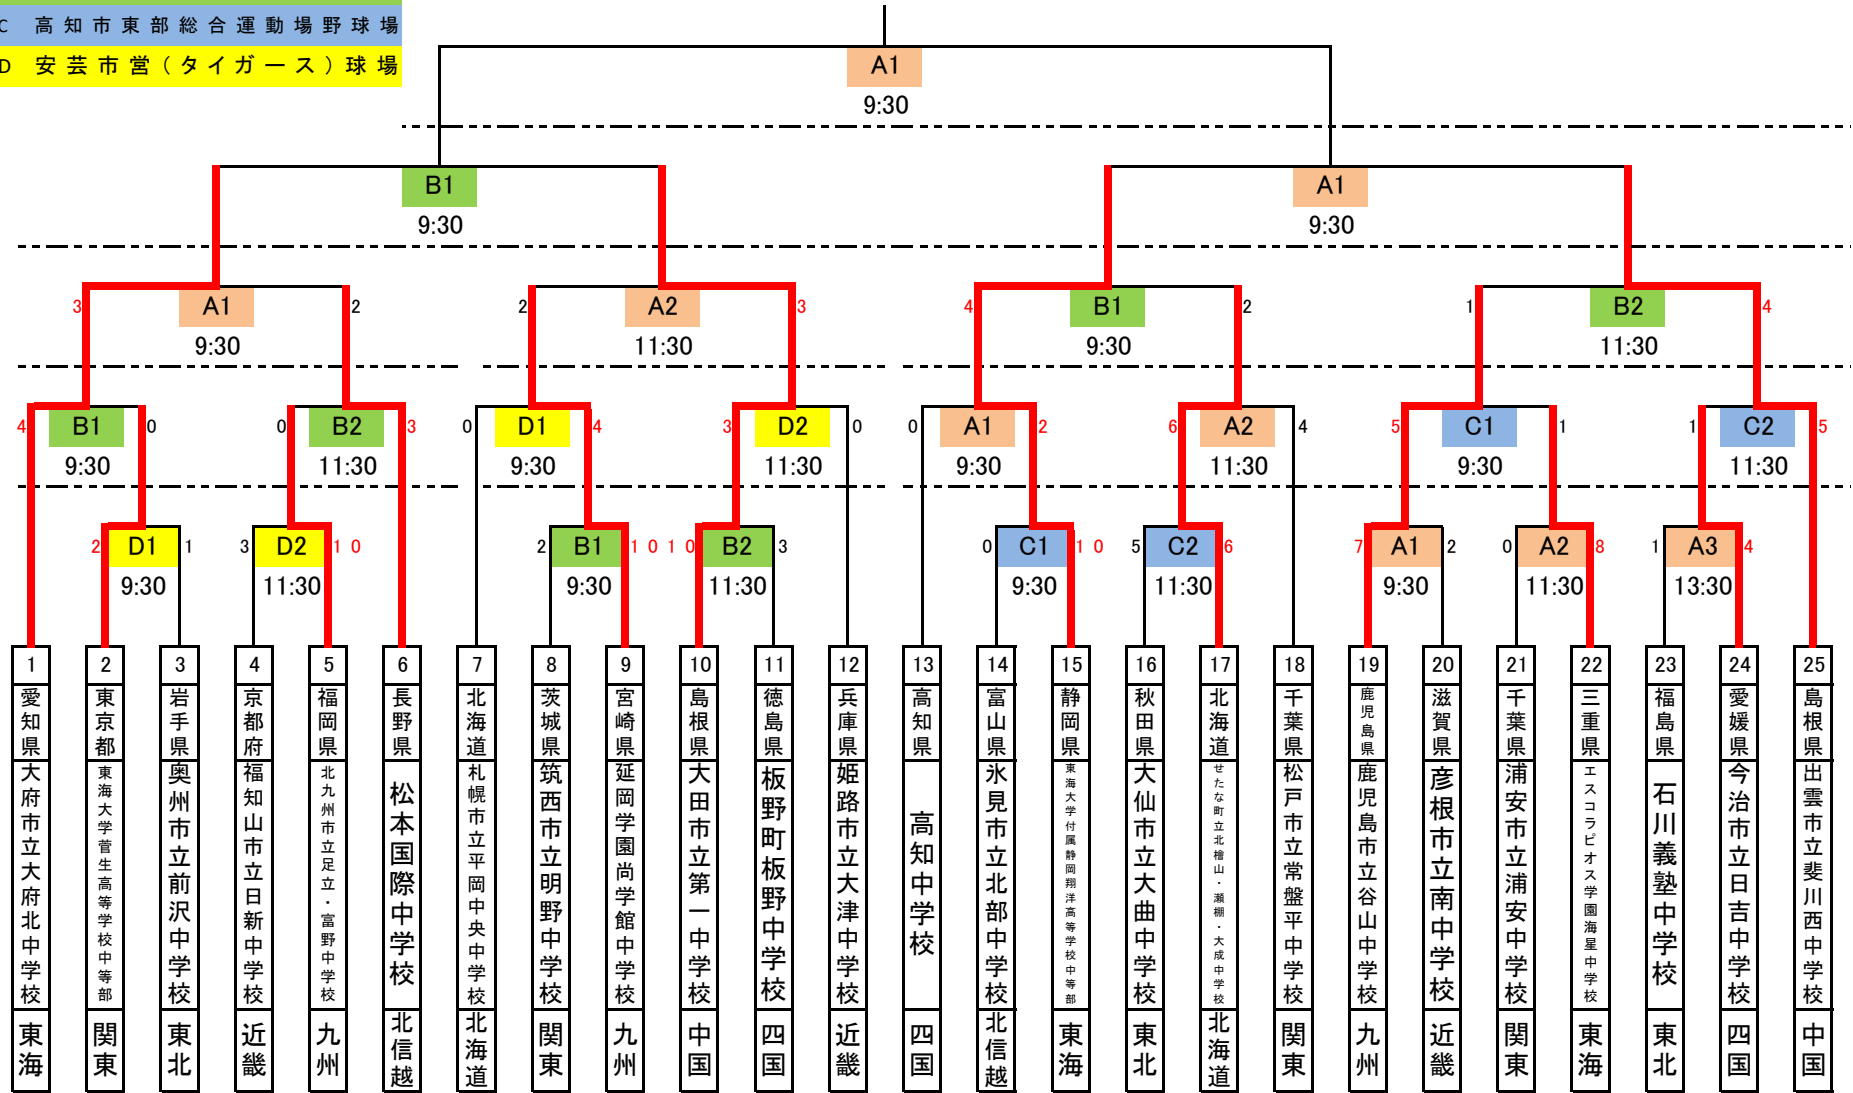 C 高知市東部総合運動場野球場
D 安芸市営(タイガース)球場
A1
9:30
B1 A1
9:30 9:30
3 A1 2 2 A2 3 4 B1 2 1 B2 4
9:30 11:30 9:30 11:30
4 B1 0 0 B2 3 0 D1 4 3 D2 0 0 A1 2 6 A2 4 5 C1 1 1 C2 5
9:30 11:30 9:30 11:30 9:30 11:30 9:30 11:30
2 D1 1 3 D2 10 2 B1 10 10 B2 3 0 C1 10 5 C2 6 7 A1 2 0 A2 8 1 A3 4
9:30 11:30 9:30 11:30 9:30 11:30 9:30 11:30 13:30
1 愛知県 大府市立大府北中学校 東海
2 東京都 東海大学菅生高等学校中等部 関東
3 岩手県 奥州市立前沢中学校 東北
4 京都府 福知山市立日新中学校 近畿
5 福岡県 北九州市立足立・富野中学校 九州
6 長野県 松本国際中学校 北信越
7 北海道 札幌市立平岡中央中学校 北海道
8 茨城県 筑西市立明野中学校 関東
9 宮崎県 延岡学園尚学館中学校 九州
10 島根県 大田市立第一中学校 中国
11 徳島県 板野町板野中学校 四国
12 兵庫県 姫路市立大津中学校 近畿
13 高知県 高知中学校 四国
14 富山県 氷見市立北部中学校 北信越
15 静岡県 東海大学付属静岡翔洋高等学校中等部 東海
16 秋田県 大仙市立大曲中学校 東北
17 北海道 せたな町立北檜山・瀬棚・大成中学校 北海道
18 千葉県 松戸市立常盤平中学校 関東
19 鹿児島県 鹿児島市立谷山中学校 九州
20 滋賀県 彦根市立南中学校 近畿
21 千葉県 浦安市立浦安中学校 関東
22 三重県 エスコラピオス学園海星中学校 東海
23 福島県 石川義塾中学校 東北
24 愛媛県 今治市立日吉中学校 四国
25 島根県 出雲市立斐川西中学校 中国